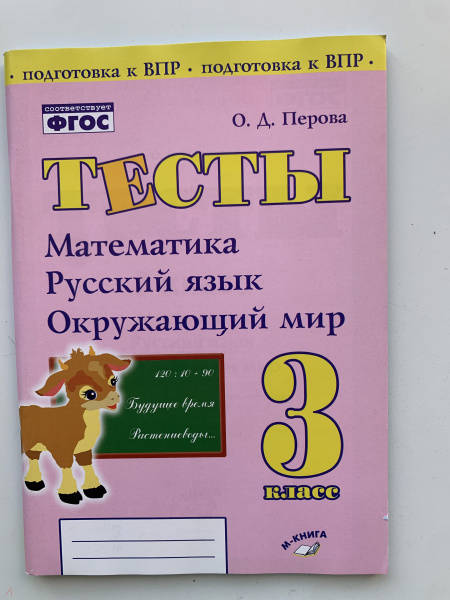 · подготовка к ВПР · подготовка к ВПР ·
соответствует
ФГОС
О. Д. Перова
ТЕСТЫ
Математика
Русский язык
Окружающий мир
120 : 10 - 90
Будущее время
Растениеводы...
3
класс
М-КНИГА